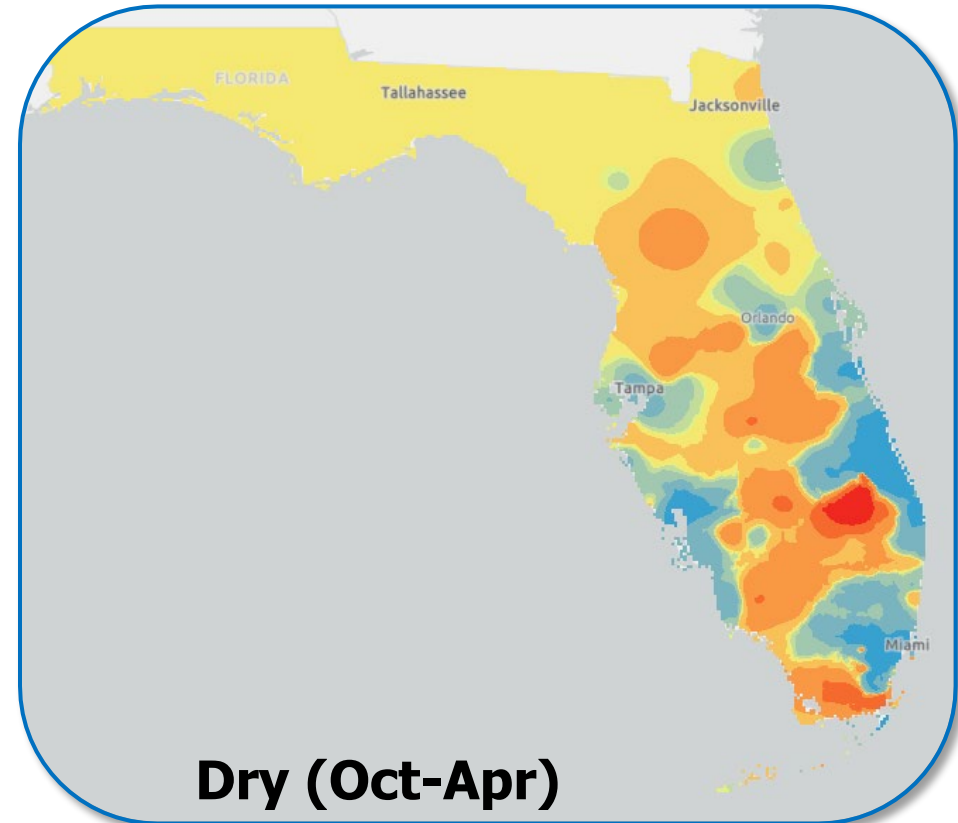 FLORIDA
Tallahassee
Jacksonville
Orlando
Tampa
Miami
Dry (Oct-Apr)